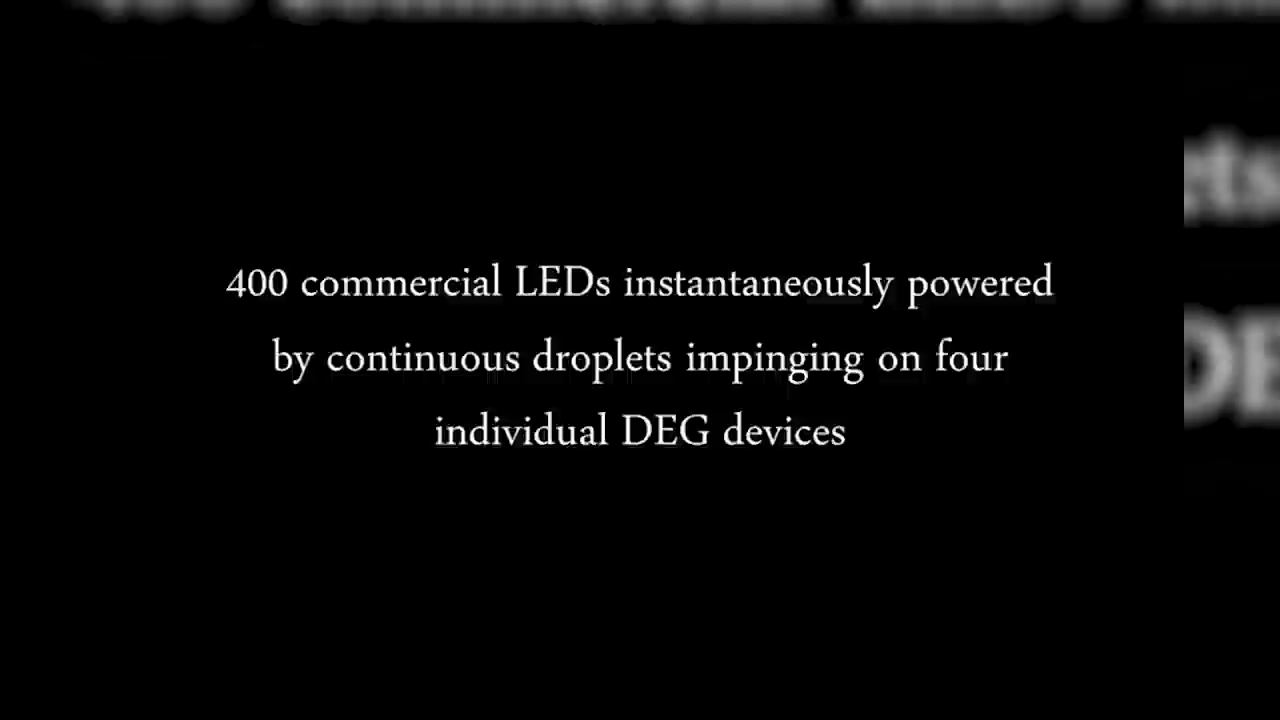 400 commercial LEDs instantaneously powered
by continuous droplets impinging on four
individual DEG devices